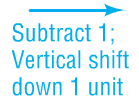 Subtract 1;
Vertical shift
down 1 unit